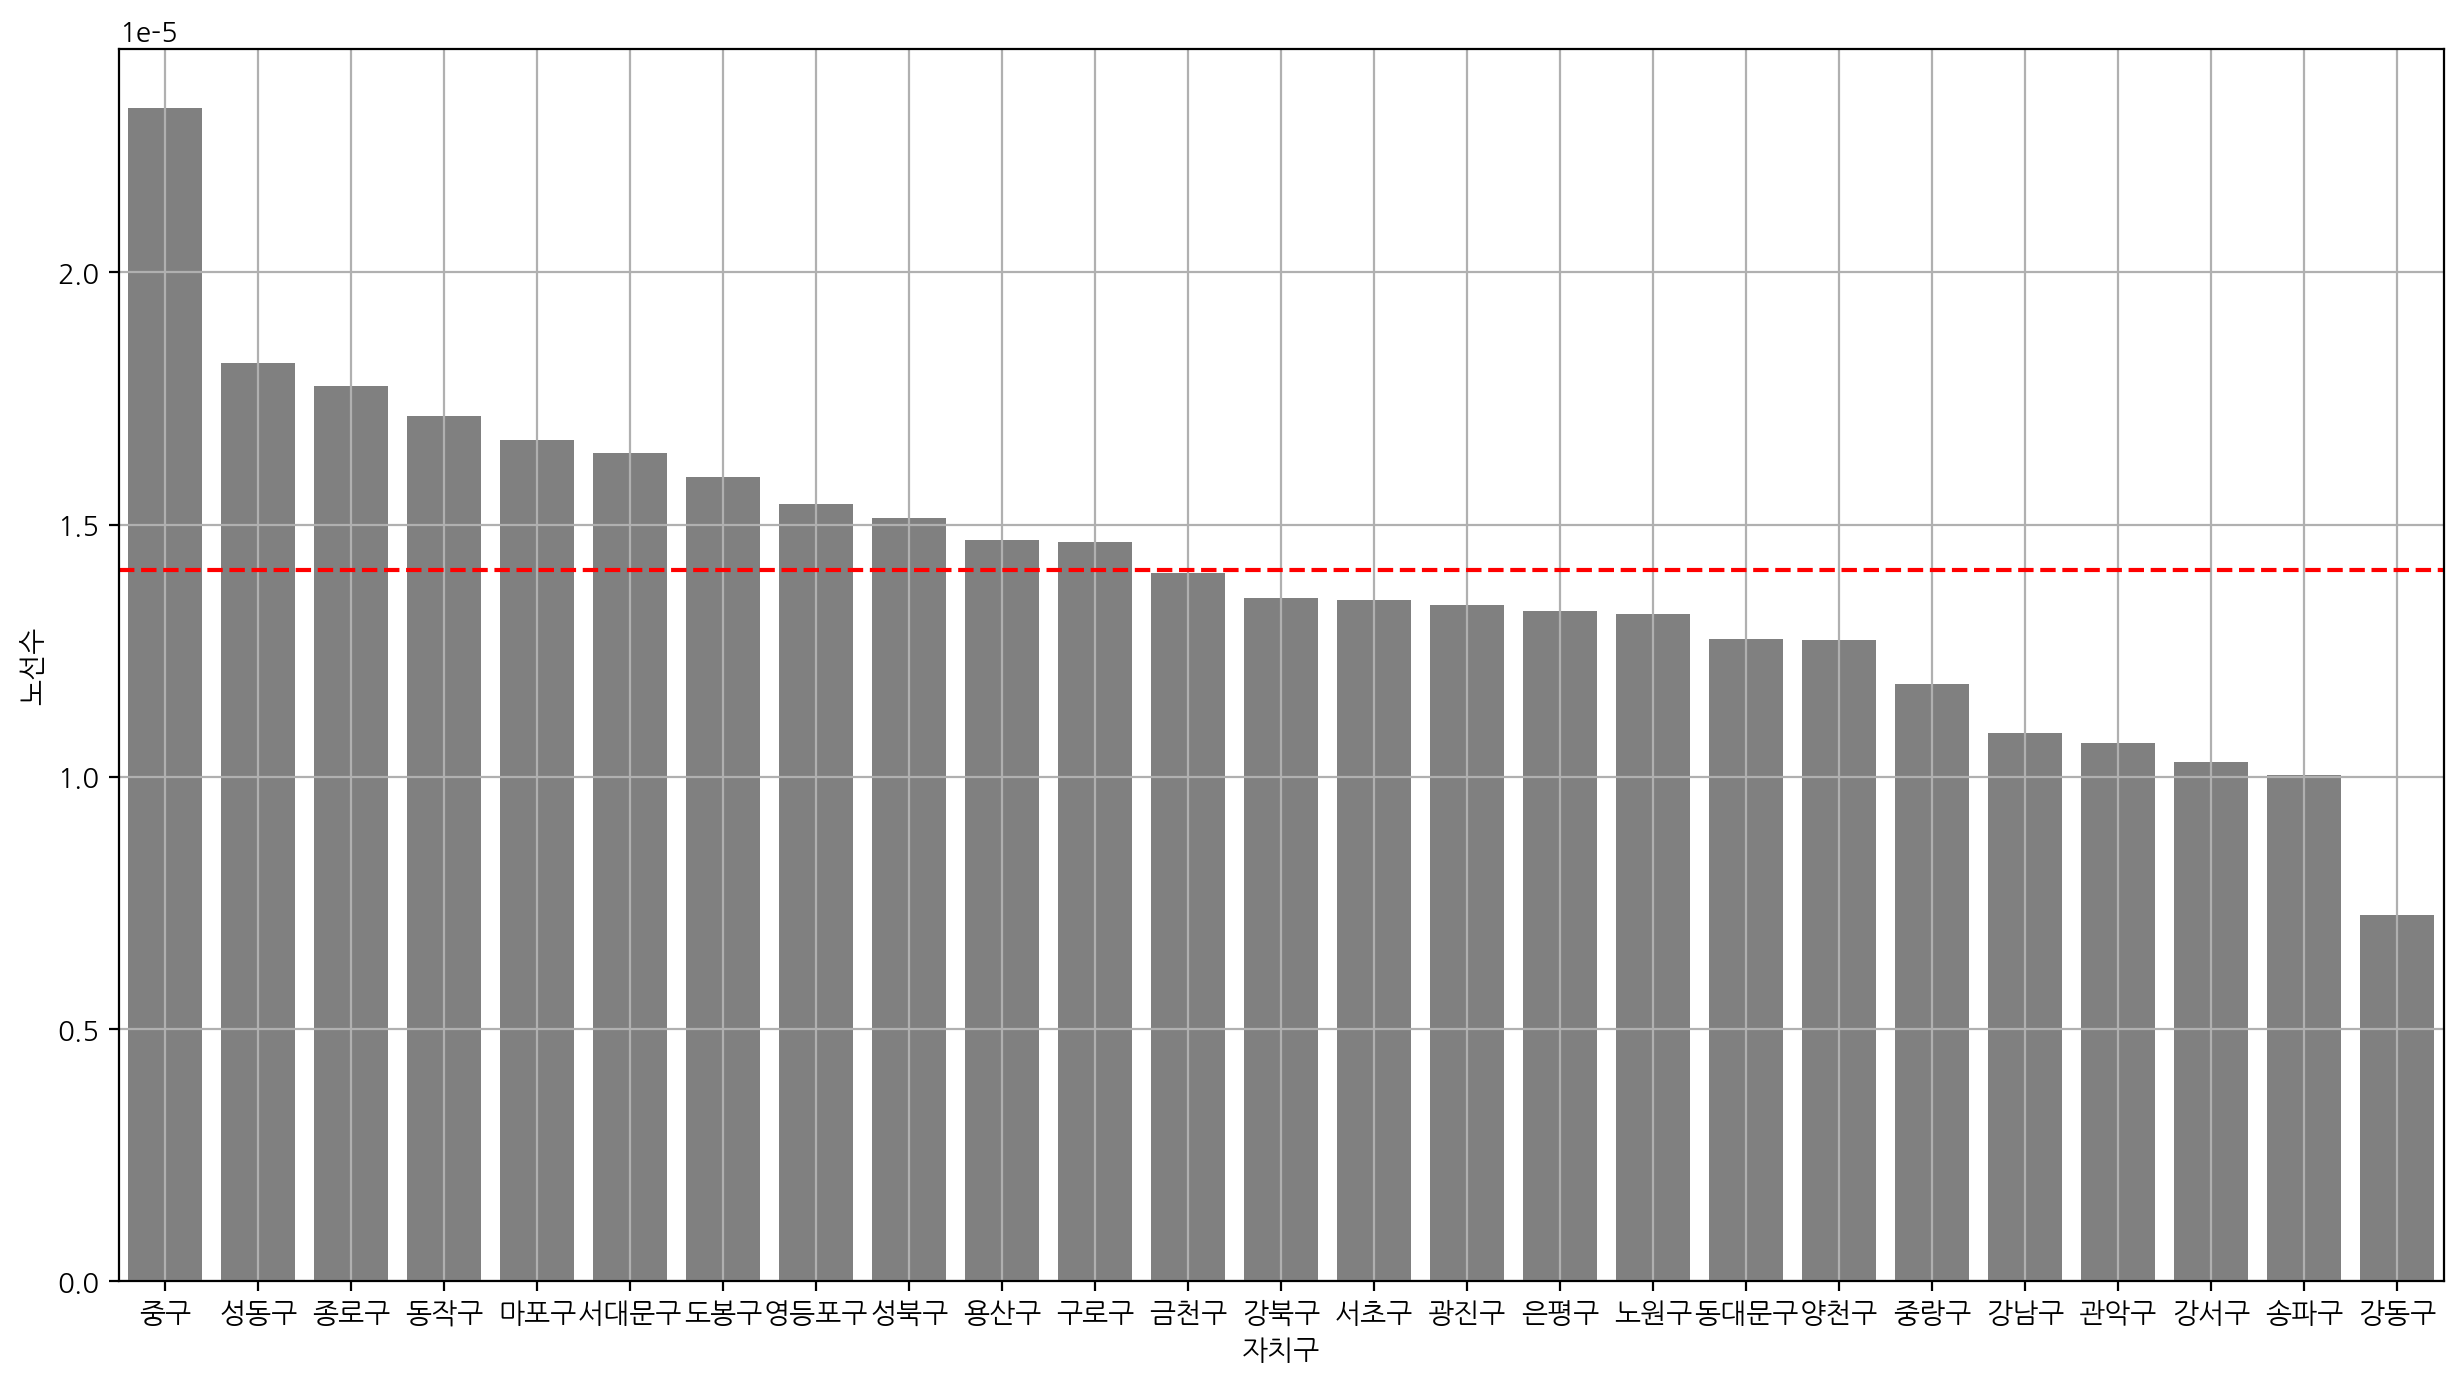 1e-5
2.0
1.5
1.0
0.5
0.0
노선수
중구 성동구 종로구 동작구 마포구 서대문구 도봉구 영등포구 성북구 용산구 구로구 금천구 강북구 서초구 광진구 은평구 노원구 동대문구 양천구 중랑구 강남구 관악구 강서구 송파구 강동구
자치구